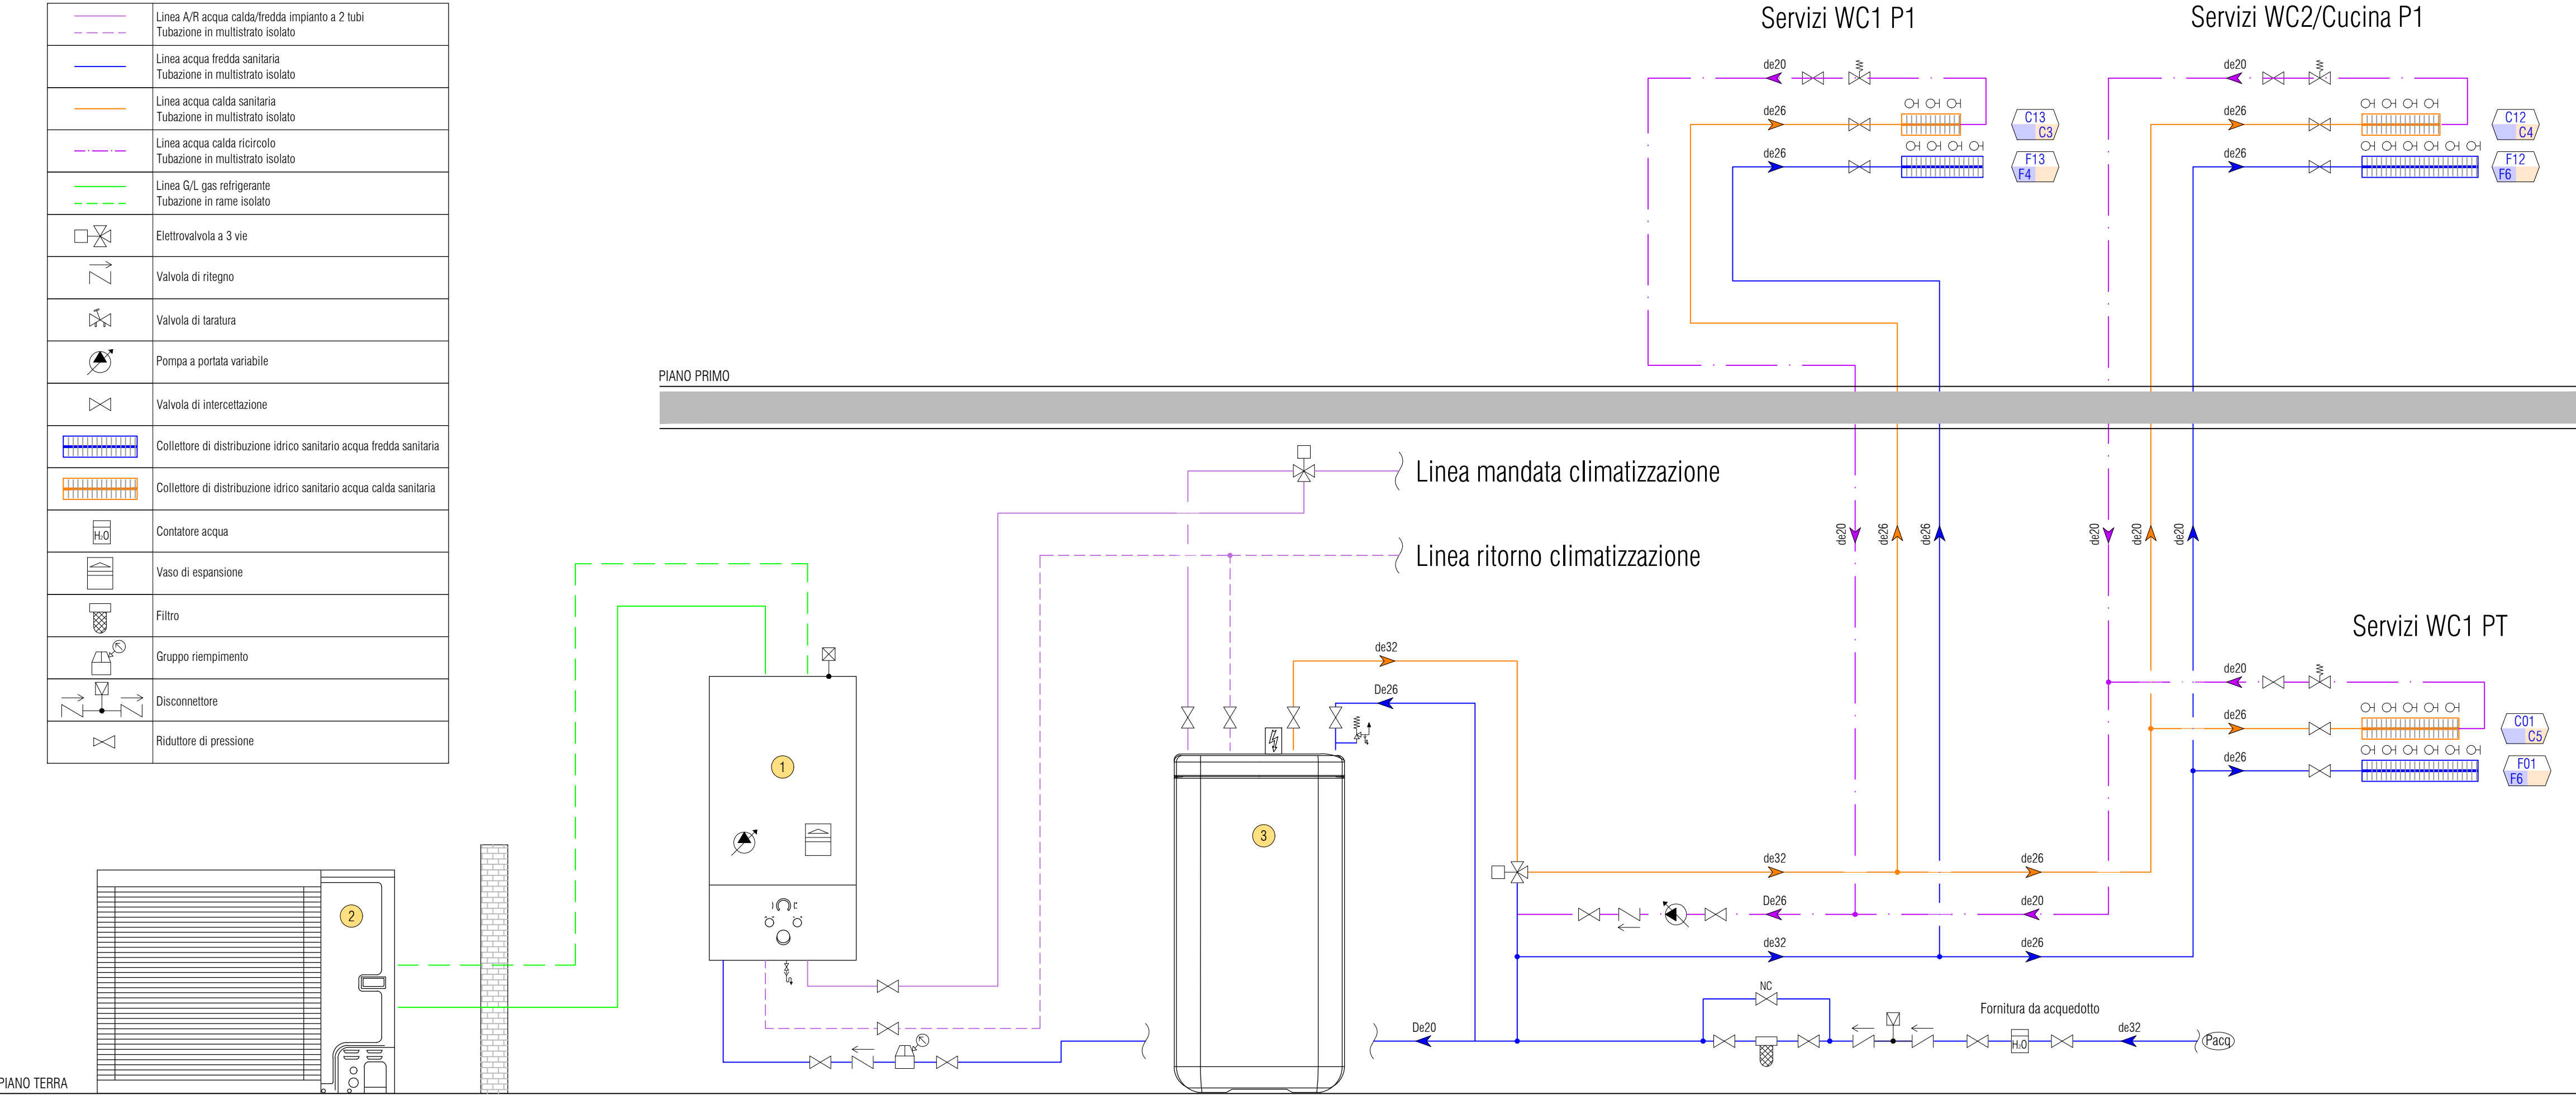 Linea A/R acqua calda/fredda impianto a 2 tubi
Tubazione in multistrato isolato
Linea acqua fredda sanitaria
Tubazione in multistrato isolato
Linea acqua calda sanitaria
Tubazione in multistrato isolato
Linea acqua calda ricircolo
Tubazione in multistrato isolato
Linea G/L gas refrigerante
Tubazione in rame isolato
Elettrovalvola a 3 vie
Valvola di ritegno
Valvola di taratura
Pompa a portata variabile
Valvola di intercettazione
Collettore di distribuzione idrico sanitario acqua fredda sanitaria
Collettore di distribuzione idrico sanitario acqua calda sanitaria
H₂O
Contatore acqua
Vaso di espansione
Filtro
Gruppo riempimento
Disconnettore
Riduttore di pressione
Servizi WC1 P1
de20
de26
C13
C3
de26
F13
F4
Servizi WC2/Cucina P1
de20
de26
C12
C4
de26
F12
F6
PIANO PRIMO
Linea mandata climatizzazione
Linea ritorno climatizzazione
de20
de26
de26
de20
de20
de20
Servizi WC1 PT
de20
de26
C01
C5
de26
F01
F6
de32
De26
1
2
3
de32
de26
De26
de20
de32
de26
NC
Fornitura da acquedotto
De20
H₂O
de32
Pacq
PIANO TERRA